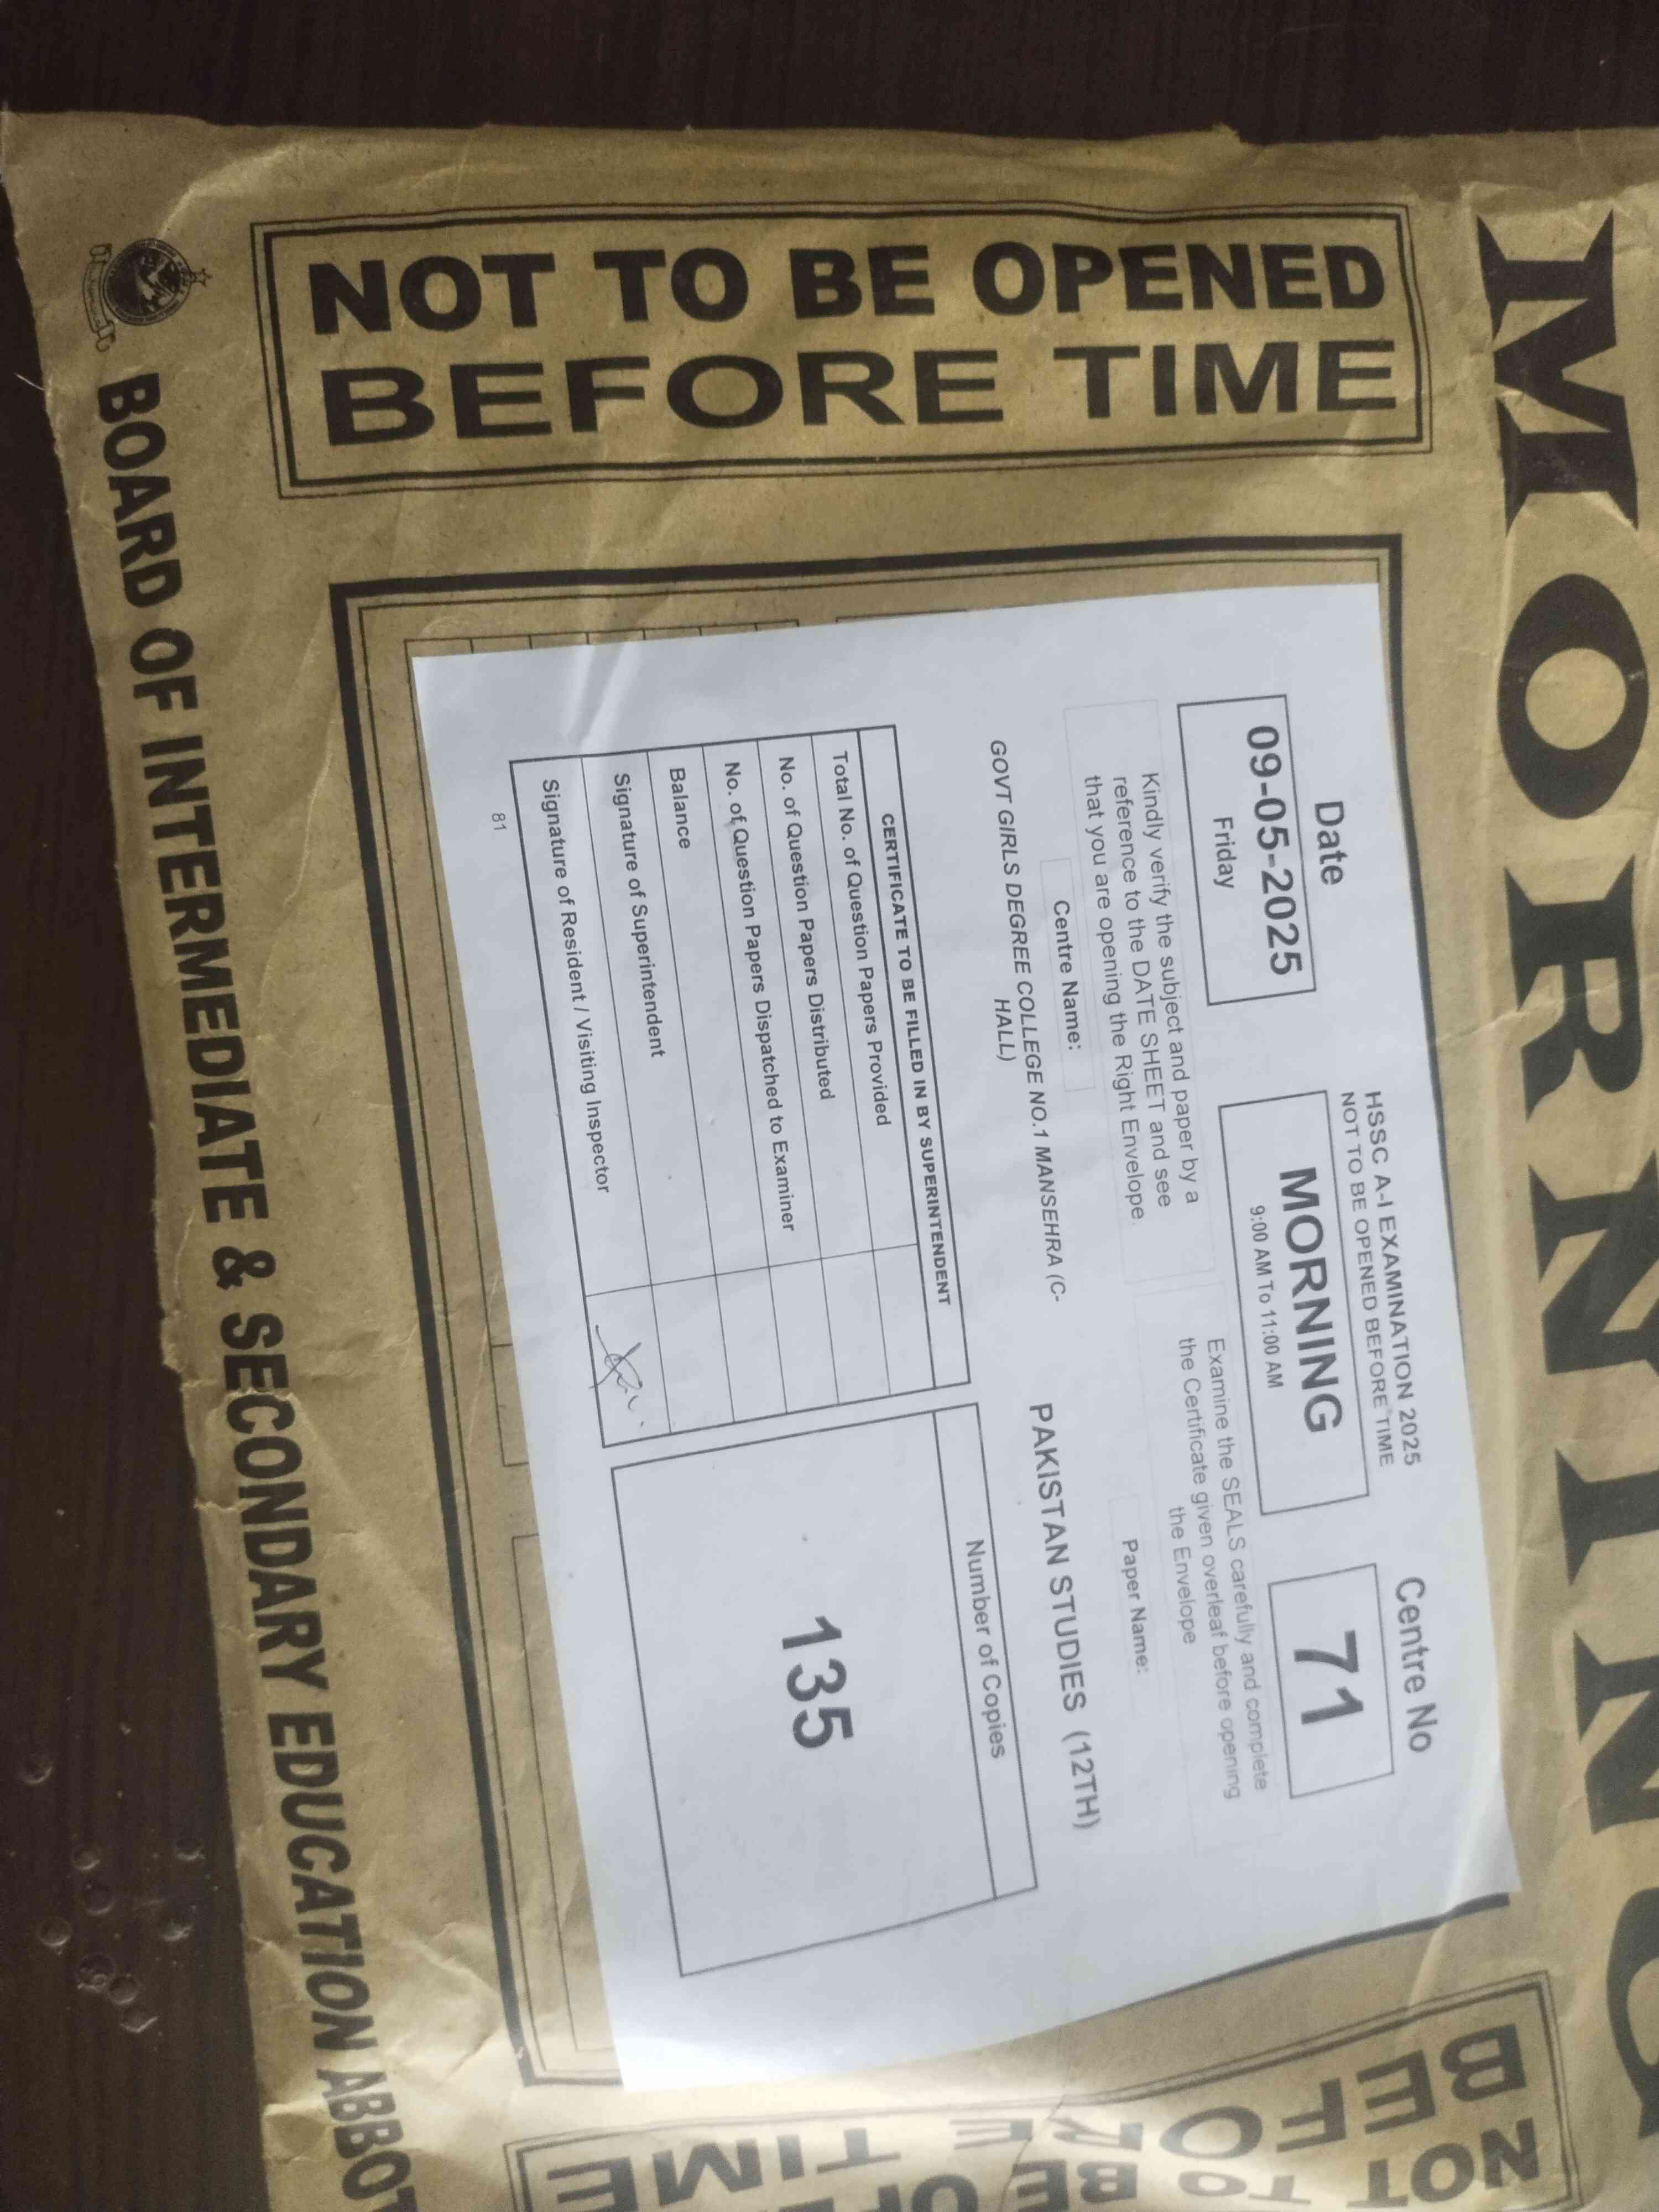 MORNING
NOT TO BE OPENED
BEFORE TIME
HSSC A-I EXAMINATION 2025
NOT TO BE OPENED BEFORE TIME
Date
09-05-2025
Friday
MORNING
9:00 AM To 11:00 AM
Centre No
71
Kindly verify the subject and paper by a
reference to the DATE SHEET and see
that you are opening the Right Envelope.
Examine the SEALS carefully and complete
the Certificate given overleaf before opening
the Envelope
Centre Name:
GOVT GIRLS DEGREE COLLEGE NO.1 MANSEHRA (C-
HALL)
Paper Name:
PAKISTAN STUDIES (12TH)
CERTIFICATE TO BE FILLED IN BY SUPERINTENDENT
Total No. of Question Papers Provided
No. of Question Papers Distributed
No. of Question Papers Dispatched to Examiner
Balance
Signature of Superintendent
Signature of Resident / Visiting Inspector
Number of Copies
135
81
NOT TO BE
BOARD OF INTERMEDIATE & SECONDARY EDUCATION ABBOT